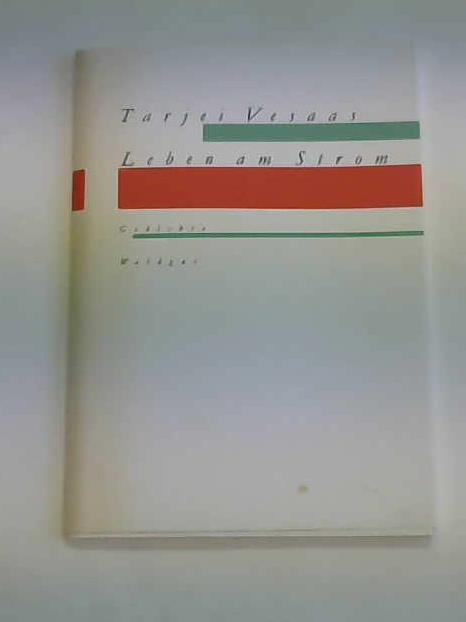 Tarjei Vesaas
Leben am Strom
Gedichte
Waldgut